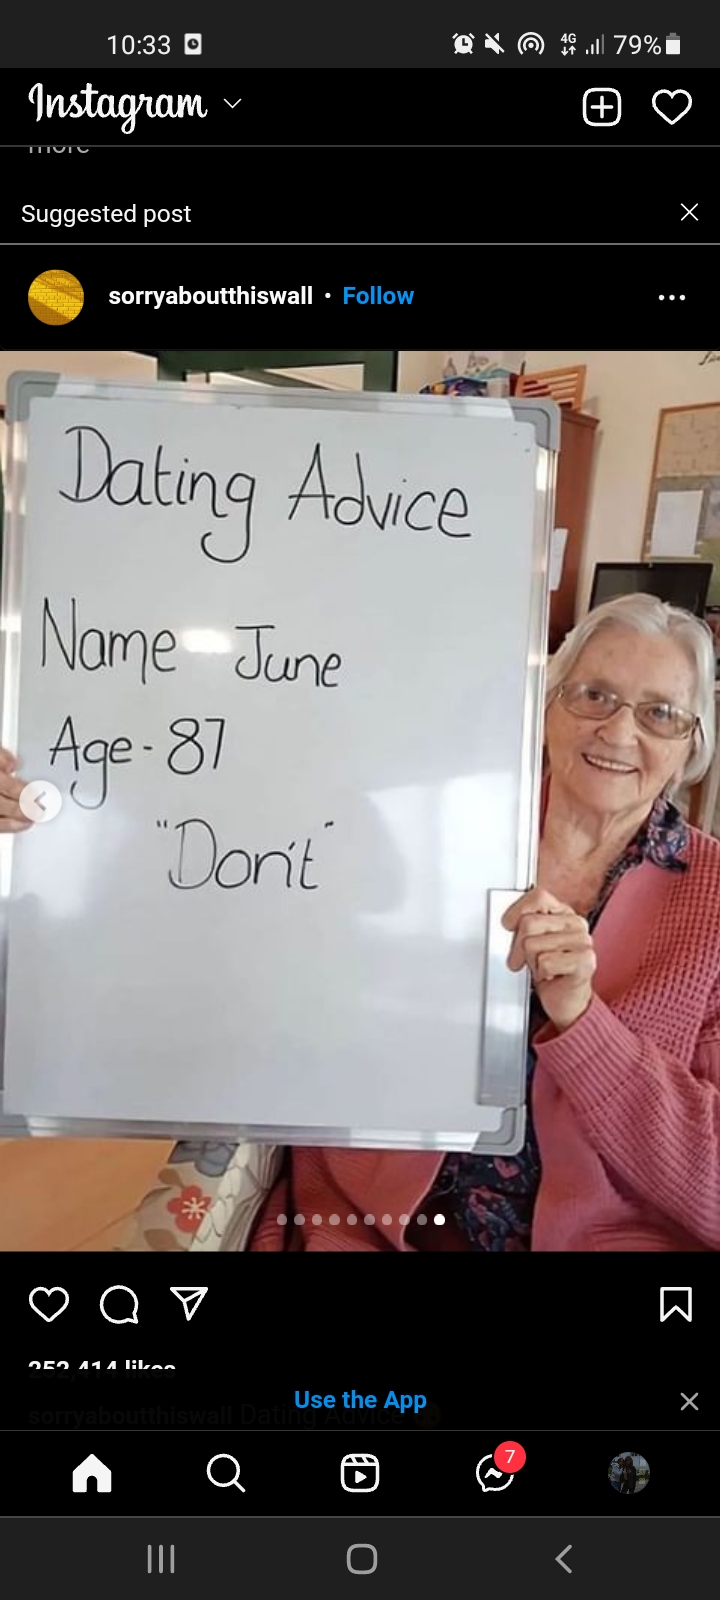 10:33
4G
79%
Instagram
more
Suggested post
sorryaboutthiswall • Follow
Dating Advice
Name June
Age - 87
"Don't"
252,414 likes
Use the App
sorryaboutthiswall Dating Advice
7